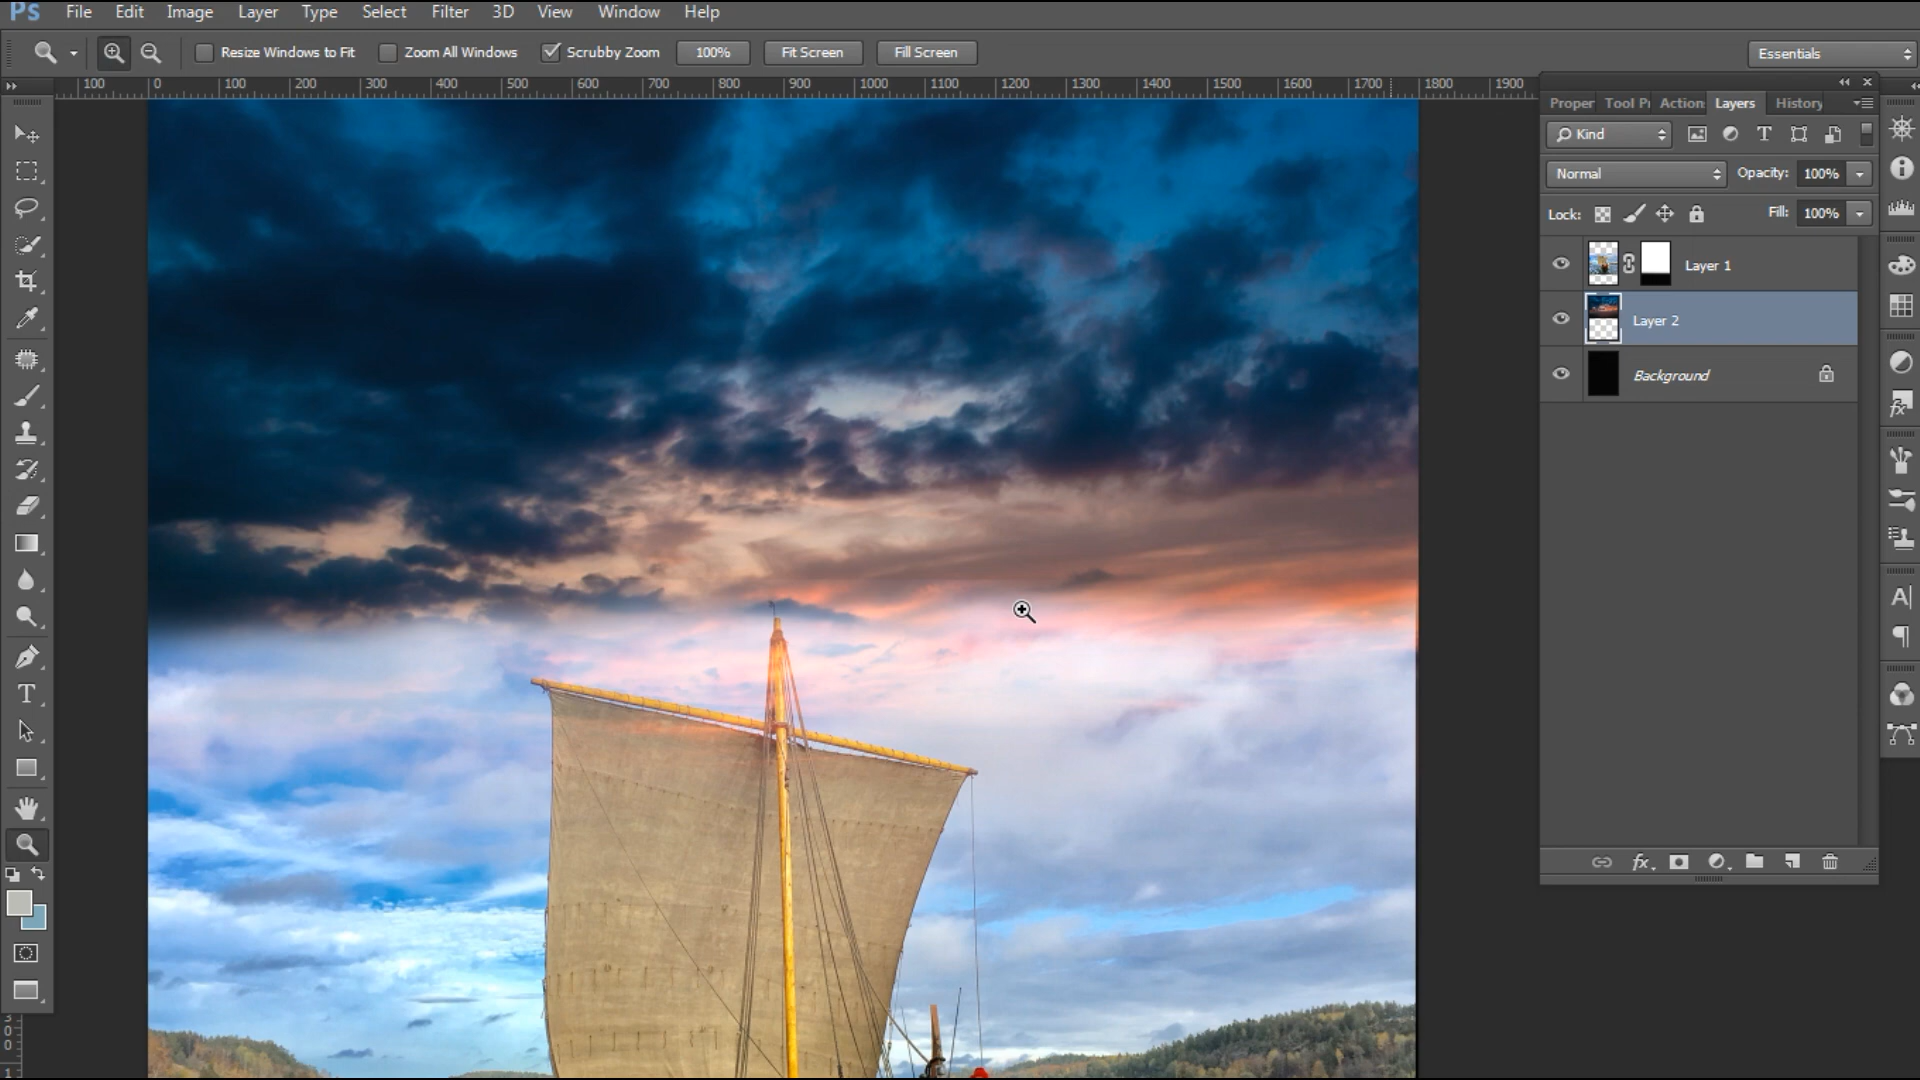 Ps File Edit Image Layer Type Select Filter 3D View Window Help
Resize Windows to Fit Zoom All Windows Scrubby Zoom 100% Fit Screen Fill Screen Essentials
100 0 100 200 300 400 500 600 700 800 900 1000 1100 1200 1300 1400 1500 1600 1700 1800 1900
Proper Tool Pr Action Layers History
Kind
Normal Opacity: 100%
Lock: Fill: 100%
Layer 1
Layer 2
Background